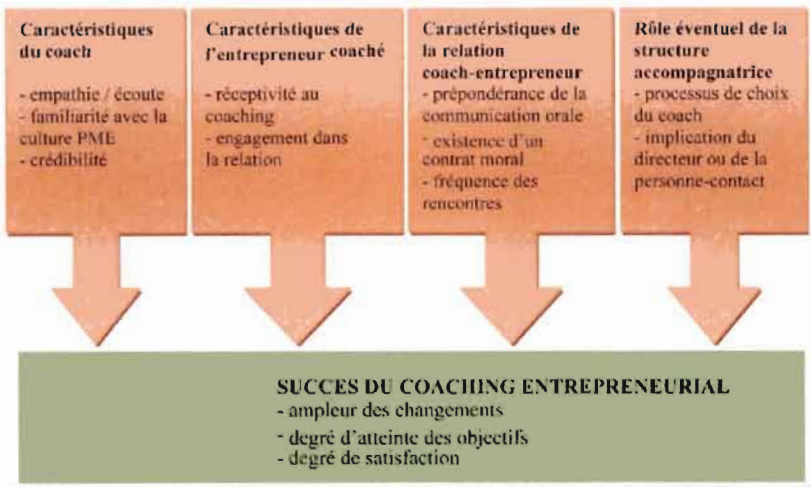 Caractéristiques
du coach
- empathie / écoute
- familiarité avec la
culture PME
- crédibilité
Caractéristiques de
l'entrepreneur coaché
- réceptivité au
coaching
- engagement dans
la relation
Caractéristiques de
la relation
coach-entrepreneur
- prépondérance de la
communication orale
- existence d'un
contrat moral
- fréquence des
rencontres
Rôle éventuel de la
structure
accompagnatrice
- processus de choix
du coach
- implication du
directeur ou de la
personne-contact
SUCCES DU COACHING ENTREPRENEURIAL
- ampleur des changements
- degré d'atteinte des objectifs
- degré de satisfaction